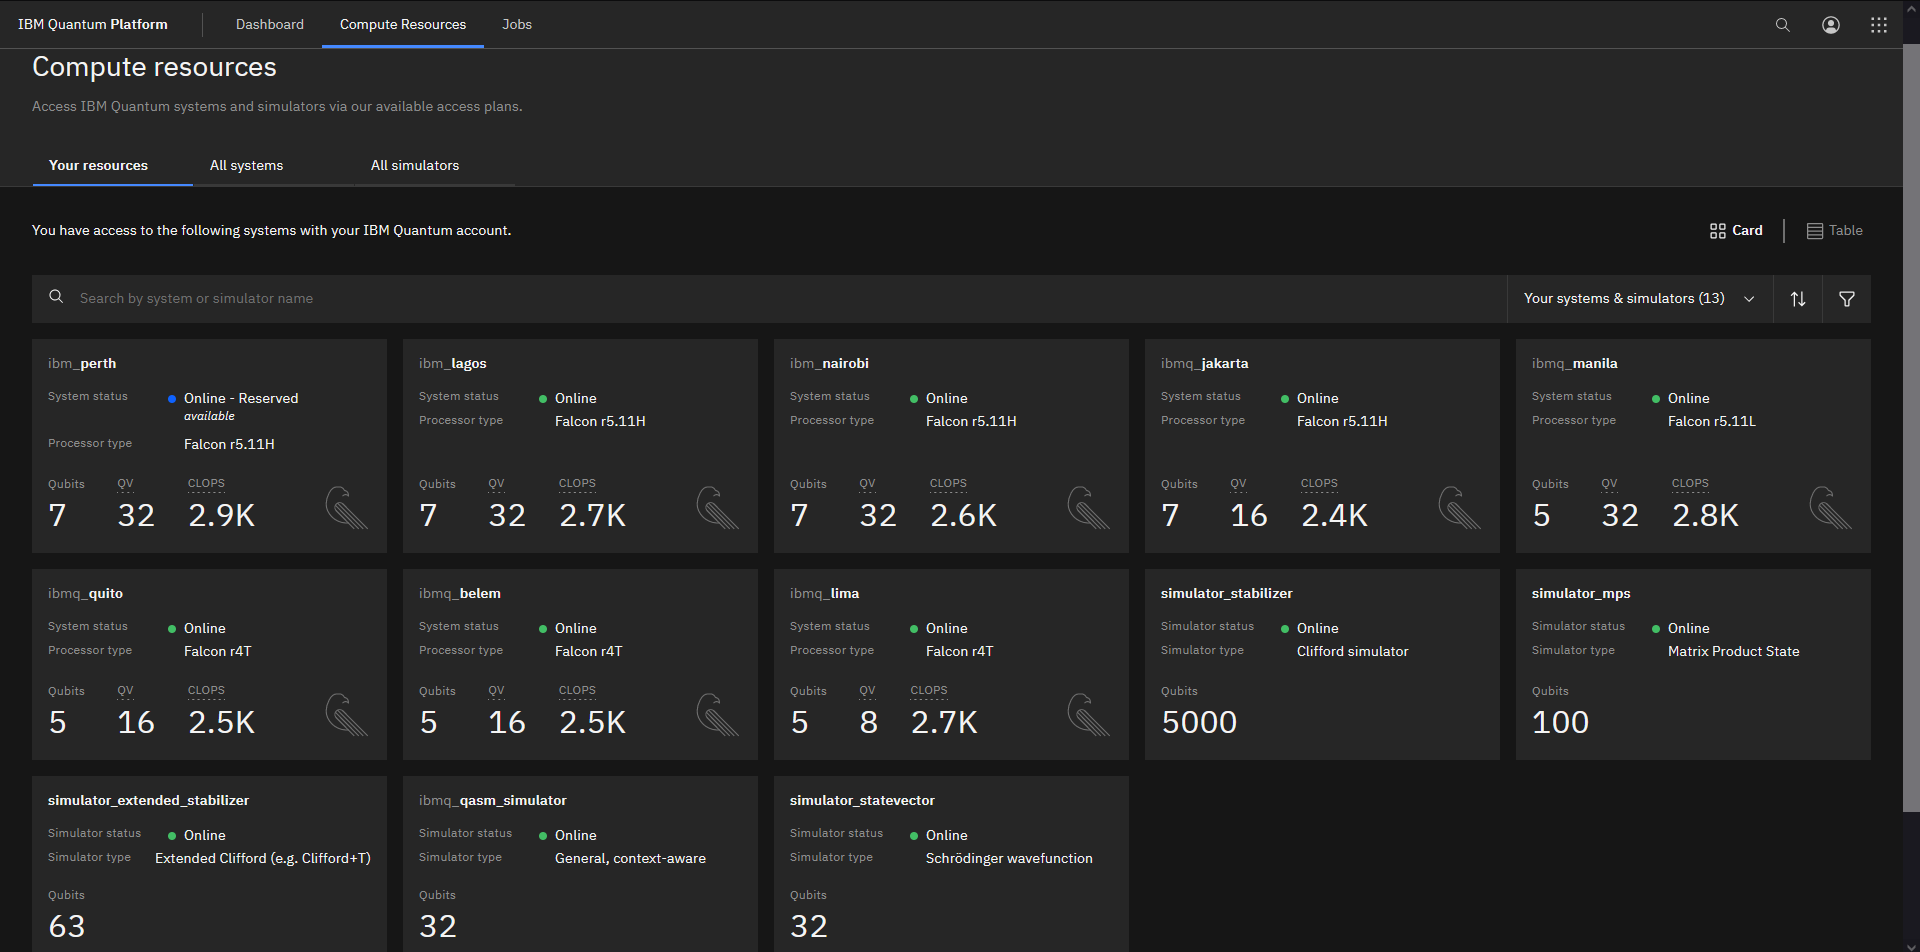 IBM Quantum Platform
Dashboard
Compute Resources
Jobs
Compute resources
Access IBM Quantum systems and simulators via our available access plans.
Your resources
All systems
All simulators
You have access to the following systems with your IBM Quantum account.
Card
Table
Search by system or simulator name
Your systems & simulators (13)
ibm_perth
System status
Online - Reserved
available
Processor type
Falcon r5.11H
Qubits QV CLOPS
7 32 2.9K
ibm_lagos
System status
Online
Processor type
Falcon r5.11H
Qubits QV CLOPS
7 32 2.7K
ibm_nairobi
System status
Online
Processor type
Falcon r5.11H
Qubits QV CLOPS
7 32 2.6K
ibmq_jakarta
System status
Online
Processor type
Falcon r5.11H
Qubits QV CLOPS
7 16 2.4K
ibmq_manila
System status
Online
Processor type
Falcon r5.11L
Qubits QV CLOPS
5 32 2.8K
ibmq_quito
System status
Online
Processor type
Falcon r4T
Qubits QV CLOPS
5 16 2.5K
ibmq_belem
System status
Online
Processor type
Falcon r4T
Qubits QV CLOPS
5 16 2.5K
ibmq_lima
System status
Online
Processor type
Falcon r4T
Qubits QV CLOPS
5 8 2.7K
simulator_stabilizer
Simulator status
Online
Simulator type
Clifford simulator
Qubits
5000
simulator_mps
Simulator status
Online
Simulator type
Matrix Product State
Qubits
100
simulator_extended_stabilizer
Simulator status
Online
Simulator type
Extended Clifford (e.g. Clifford+T)
Qubits
63
ibmq_qasm_simulator
Simulator status
Online
Simulator type
General, context-aware
Qubits
32
simulator_statevector
Simulator status
Online
Simulator type
Schrödinger wavefunction
Qubits
32